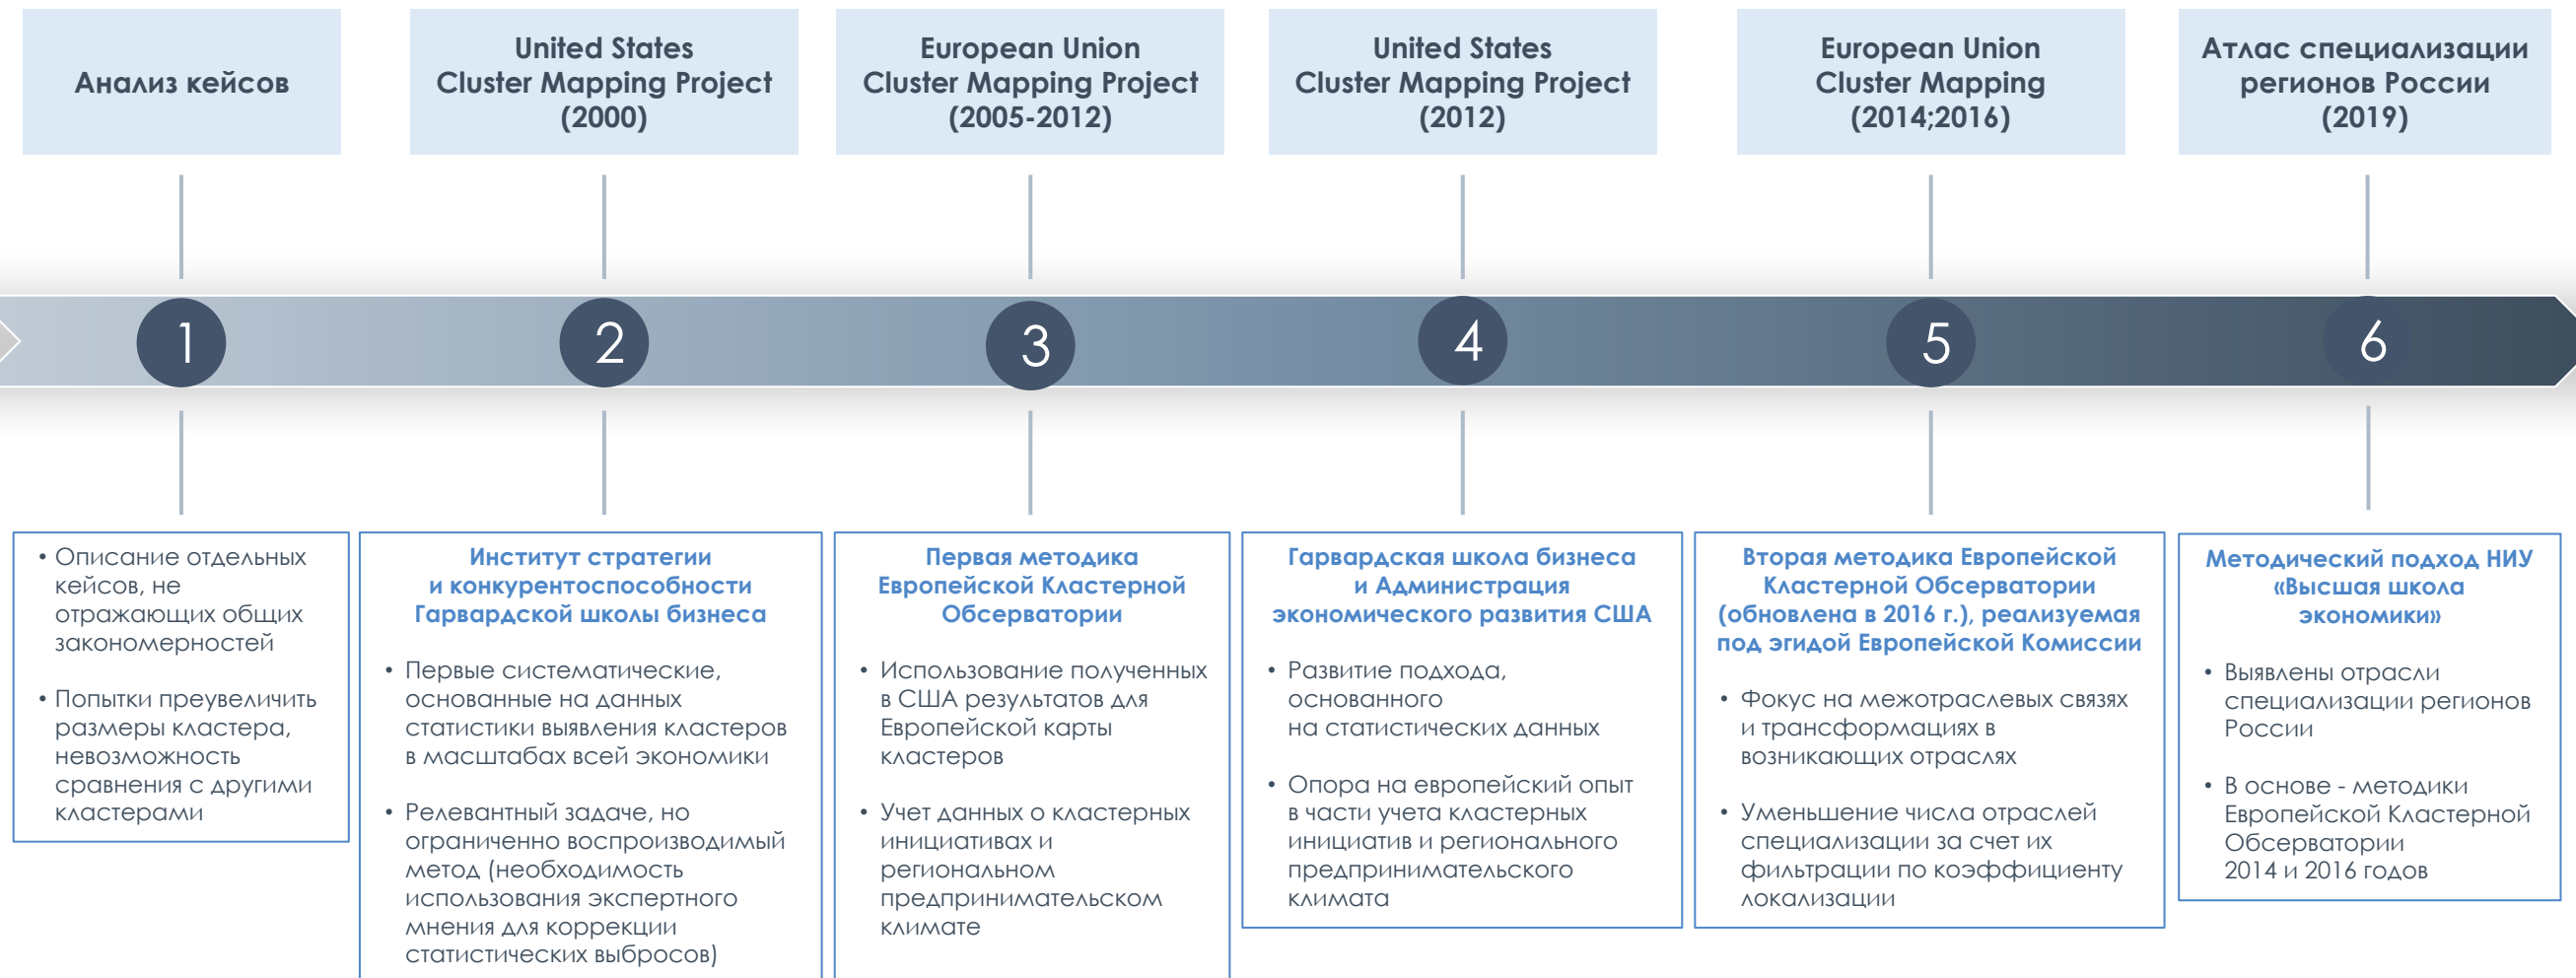 Анализ кейсов
United States
Cluster Mapping Project
(2000)
European Union
Cluster Mapping Project
(2005-2012)
United States
Cluster Mapping Project
(2012)
European Union
Cluster Mapping
(2014;2016)
Атлас специализации
регионов России
(2019)
1
2
3
4
5
6
• Описание отдельных
кейсов, не
отражающих общих
закономерностей
• Попытки преувеличить
размеры кластера,
невозможность
сравнения с другими
кластерами
Институт стратегии
и конкурентоспособности
Гарвардской школы бизнеса
• Первые систематические,
основанные на данных
статистики выявления кластеров
в масштабах всей экономики
• Релевантный задаче, но
ограниченно воспроизводимый
метод (необходимость
использования экспертного
мнения для коррекции
статистических выбросов)
Первая методика
Европейской Кластерной
Обсерватории
• Использование полученных
в США результатов для
Европейской карты
кластеров
• Учет данных о кластерных
инициативах и
региональном
предпринимательском
климате
Гарвардская школа бизнеса
и Администрация
экономического развития США
• Развитие подхода,
основанного
на статистических данных
• Опора на европейский опыт
в части учета кластерных
инициатив и регионального
предпринимательского
климата
Вторая методика Европейской
Кластерной Обсерватории
(обновлена в 2016 г.), реализуемая
под эгидой Европейской Комиссии
• Фокус на межотраслевых связях
и трансформациях в
возникающих отраслях
• Уменьшение числа отраслей
специализации за счет их
фильтрации по коэффициенту
локализации
Методический подход НИУ
«Высшая школа
экономики»
• Выявлены отрасли
специализации регионов
России
• В основе - методики
Европейской Кластерной
Обсерватории
2014 и 2016 годов